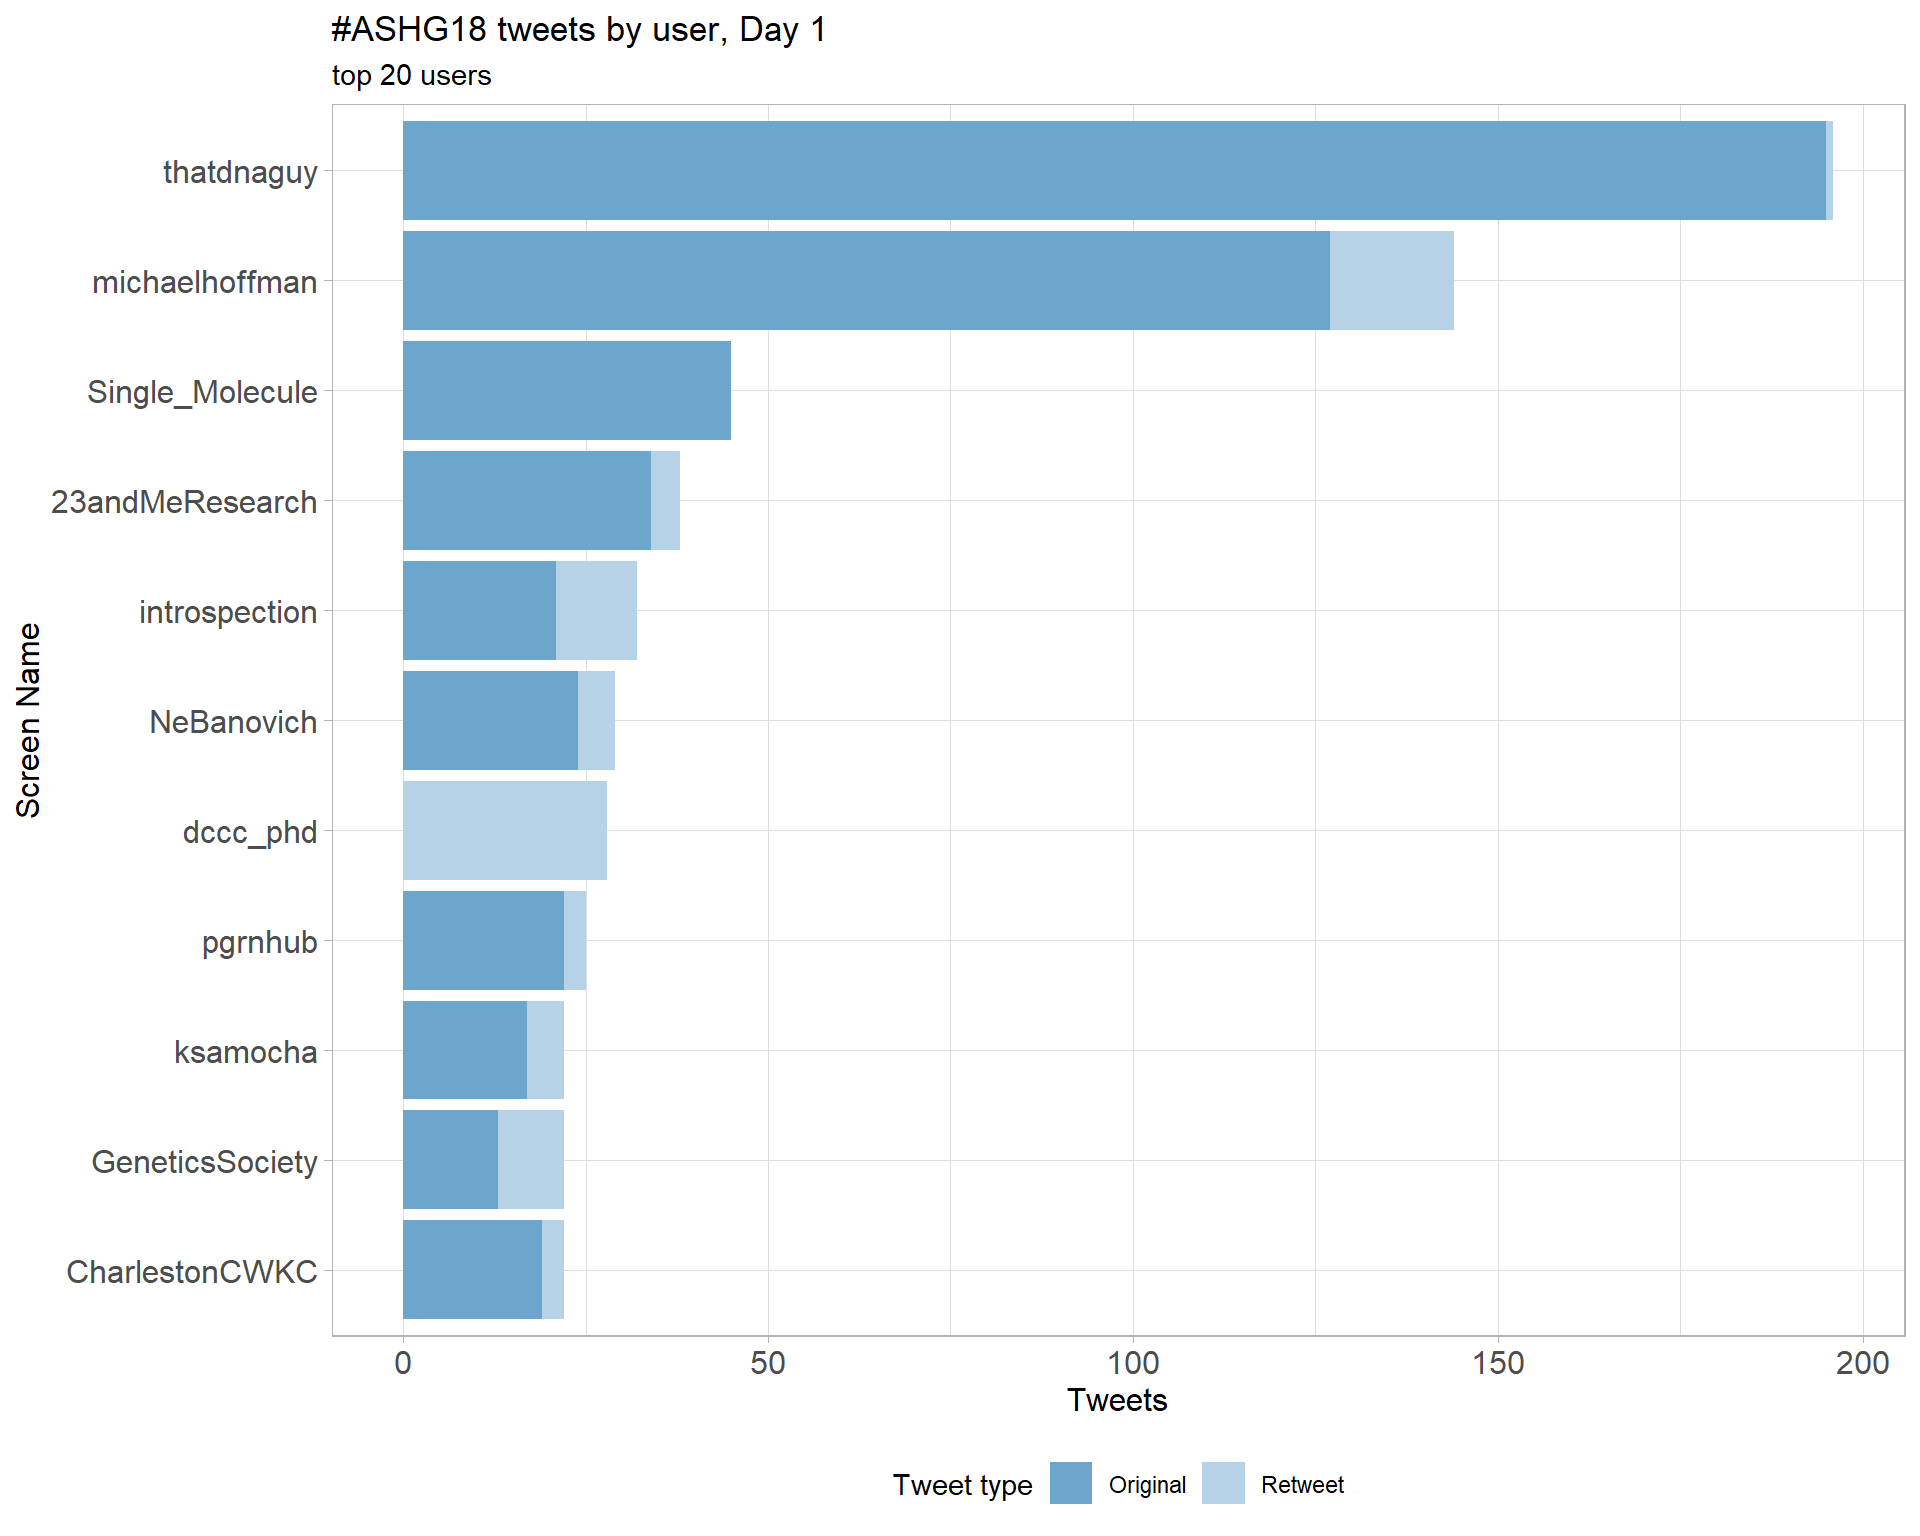 #ASHG18 tweets by user, Day 1
top 20 users
Screen Name
thatdnaguy
michaelhoffman
Single_Molecule
23andMeResearch
introspection
NeBanovich
dccc_phd
pgrnhub
ksamocha
GeneticsSociety
CharlestonCWKC
0 50 100 150 200
Tweets
Tweet type Original Retweet